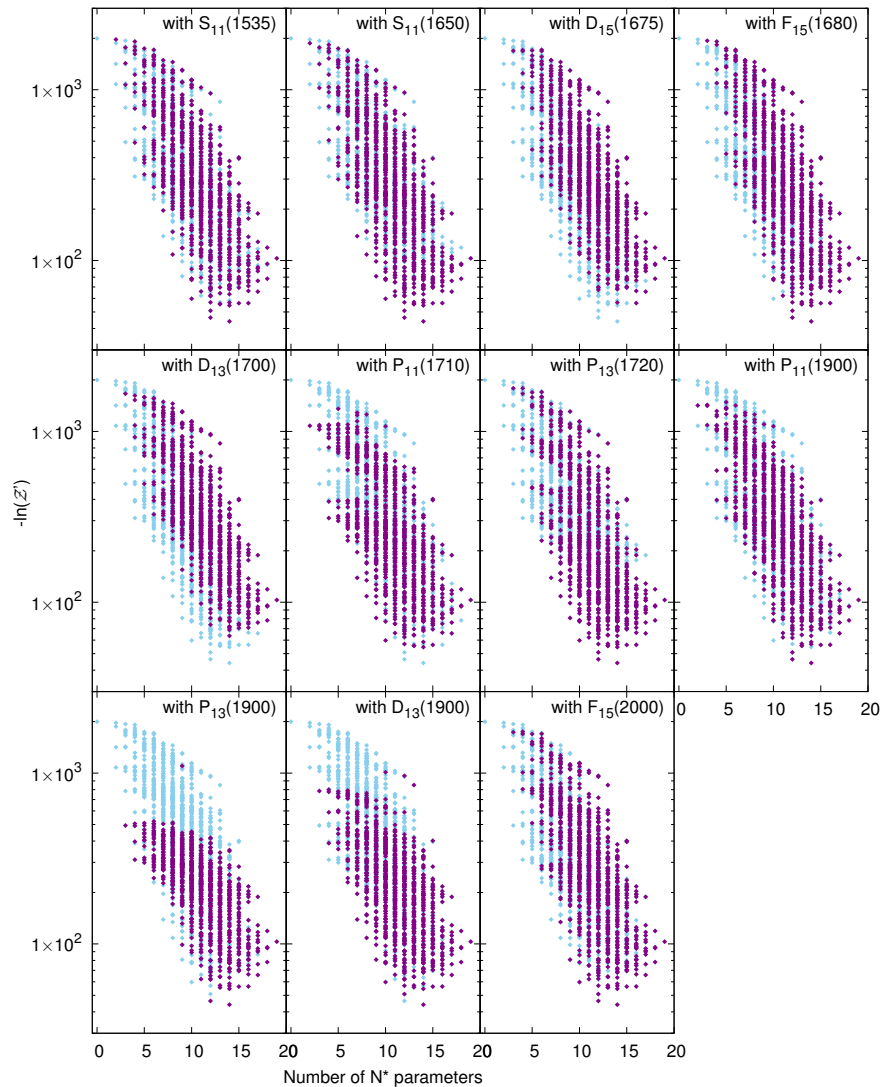 with S₁₁(1535)
with S₁₁(1650)
with D₁₅(1675)
with F₁₅(1680)
1×10³
1×10²
with D₁₃(1700)
with P₁₁(1710)
with P₁₃(1720)
with P₁₁(1900)
1×10³
1×10²
-ln(𝒵')
0 5 10 15 20
with P₁₃(1900)
with D₁₃(1900)
with F₁₅(2000)
1×10³
1×10²
0 5 10 15 20
0 5 10 15 20
0 5 10 15 20
Number of N* parameters